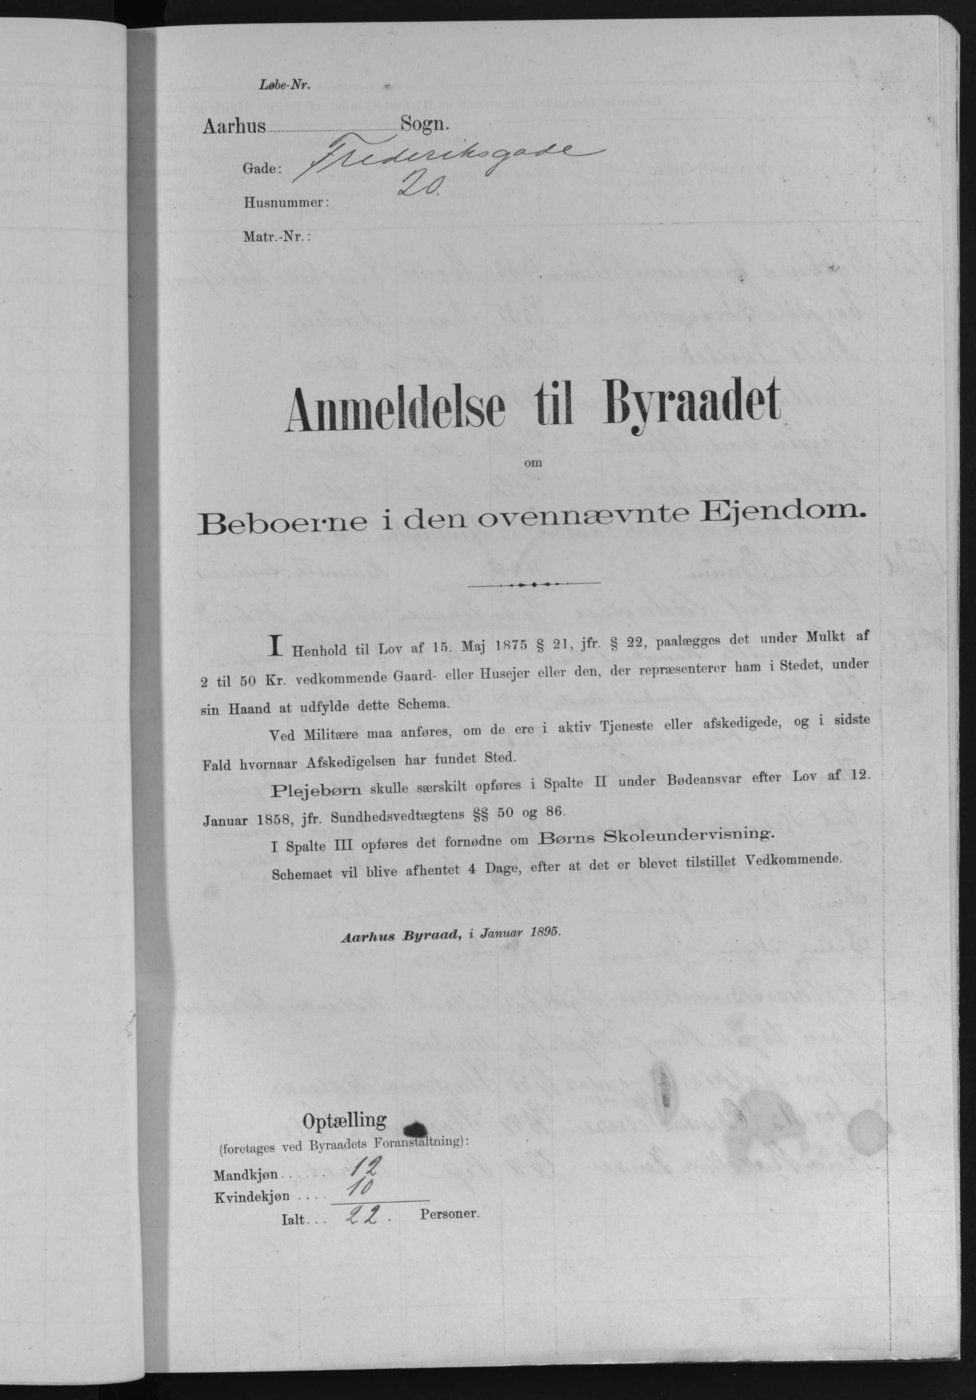 Løbe-Nr.
Aarhus Sogn.
Gade: Frederiksgade
Husnummer: 20.
Matr.-Nr.:
Anmeldelse til Byraadet
om
Beboerne i den ovennævnte Ejendom.
I Henhold til Lov af 15. Maj 1875 § 21, jfr. § 22, paalægges det under Mulkt af
2 til 50 Kr. vedkommende Gaard- eller Husejer eller den, der repræsenterer ham i Stedet, under
sin Haand at udfylde dette Schema.
Ved Militære maa anføres, om de ere i aktiv Tjeneste eller afskedigede, og i sidste
Fald hvornaar Afskedigelsen har fundet Sted.
Plejebørn skulle særskilt opføres i Spalte II under Bødeansvar efter Lov af 12.
Januar 1858, jfr. Sundhedsvedtægtens §§ 50 og 86.
I Spalte III opføres det fornødne om Børns Skoleundervisning.
Schemaet vil blive afhentet 4 Dage, efter at det er blevet tilstillet Vedkommende.
Aarhus Byraad, i Januar 1895.
Optælling
(foretages ved Byraadets Foranstaltning):
Mandkjøn...... 12
Kvindekjøn .... 10
Ialt... 22. Personer.